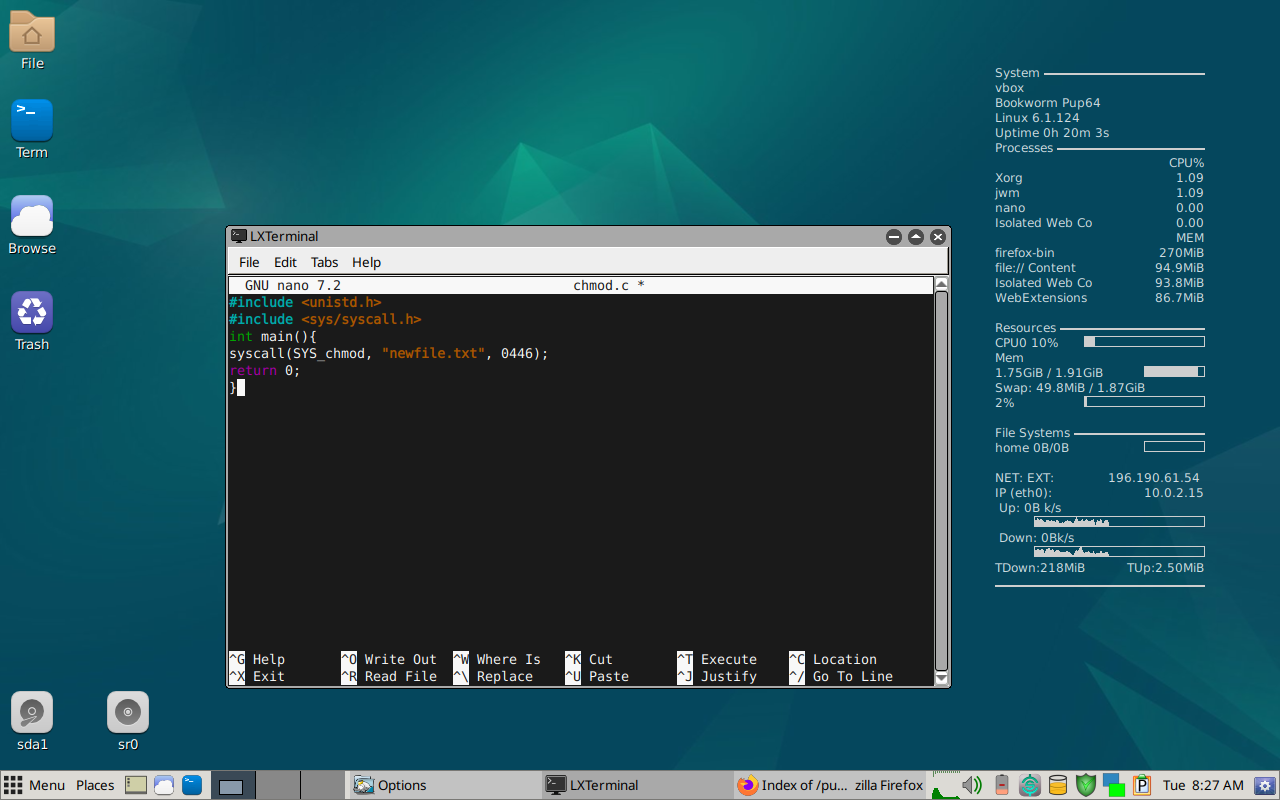 File
Term
Browse
Trash
sda1
sr0
System
vbox
Bookworm Pup64
Linux 6.1.124
Uptime 0h 20m 3s
Processes
CPU%
Xorg 1.09
jwm 1.09
nano 0.00
Isolated Web Co 0.00
MEM
firefox-bin 270MiB
file:// Content 94.9MiB
Isolated Web Co 93.8MiB
WebExtensions 86.7MiB
Resources
CPU0 10%
Mem
1.75GiB / 1.91GiB
Swap: 49.8MiB / 1.87GiB
2%
File Systems
home 0B/0B
NET: EXT: 196.190.61.54
IP (eth0): 10.0.2.15
Up: 0B k/s
Down: 0Bk/s
TDown:218MiB TUp:2.50MiB
LXTerminal
File Edit Tabs Help
GNU nano 7.2 chmod.c *
#include <unistd.h>
#include <sys/syscall.h>
int main(){
syscall(SYS_chmod, "newfile.txt", 0446);
return 0;
}
^G Help ^O Write Out ^W Where Is ^K Cut ^T Execute ^C Location
^X Exit ^R Read File ^\ Replace ^U Paste ^J Justify ^/ Go To Line
Menu Places Options LXTerminal Index of /pu... zilla Firefox P Tue 8:27 AM